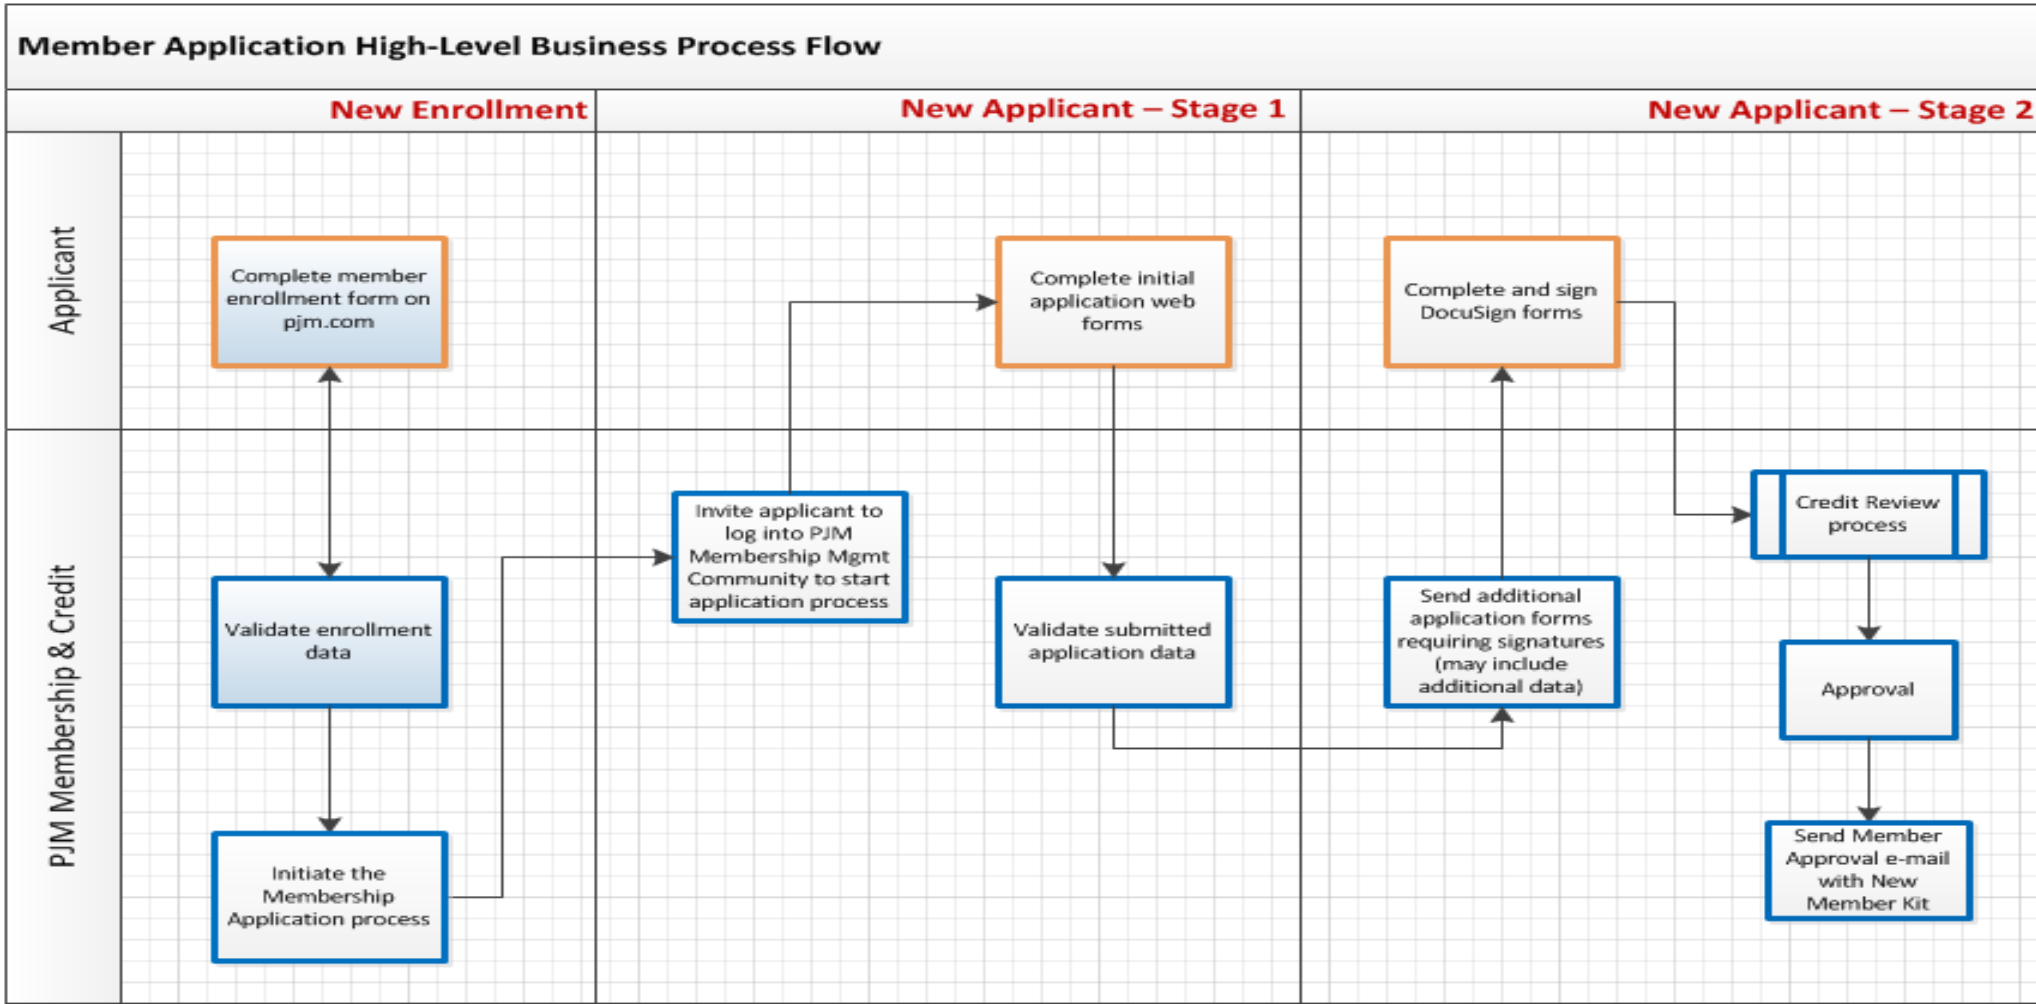 Member Application High-Level Business Process Flow
New Enrollment
New Applicant – Stage 1
New Applicant – Stage 2
Applicant
Complete member
enrollment form on
pjm.com
Complete initial
application web
forms
Complete and sign
DocuSign forms
PJM Membership & Credit
Validate enrollment
data
Initiate the
Membership
Application process
Invite applicant to
log into PJM
Membership Mgmt
Community to start
application process
Validate submitted
application data
Send additional
application forms
requiring signatures
(may include
additional data)
Credit Review
process
Approval
Send Member
Approval e-mail
with New
Member Kit